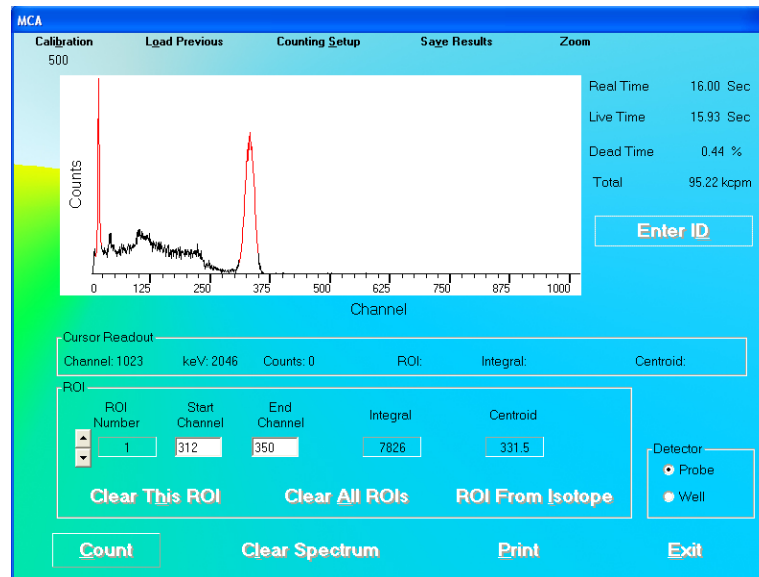 MCA
Calibration Load Previous Counting Setup Save Results Zoom
500
Counts
0 125 250 375 500 625 750 875 1000
Channel
Real Time 16.00 Sec
Live Time 15.93 Sec
Dead Time 0.44 %
Total 95.22 kcpm
Enter ID
Cursor Readout
Channel: 1023 keV: 2046 Counts: 0 ROI: Integral: Centroid:
ROI
ROI Number Start Channel End Channel Integral Centroid
1 312 350 7826 331.5
Clear This ROI Clear All ROIs ROI From Isotope
Detector
Probe
Well
Count Clear Spectrum Print Exit